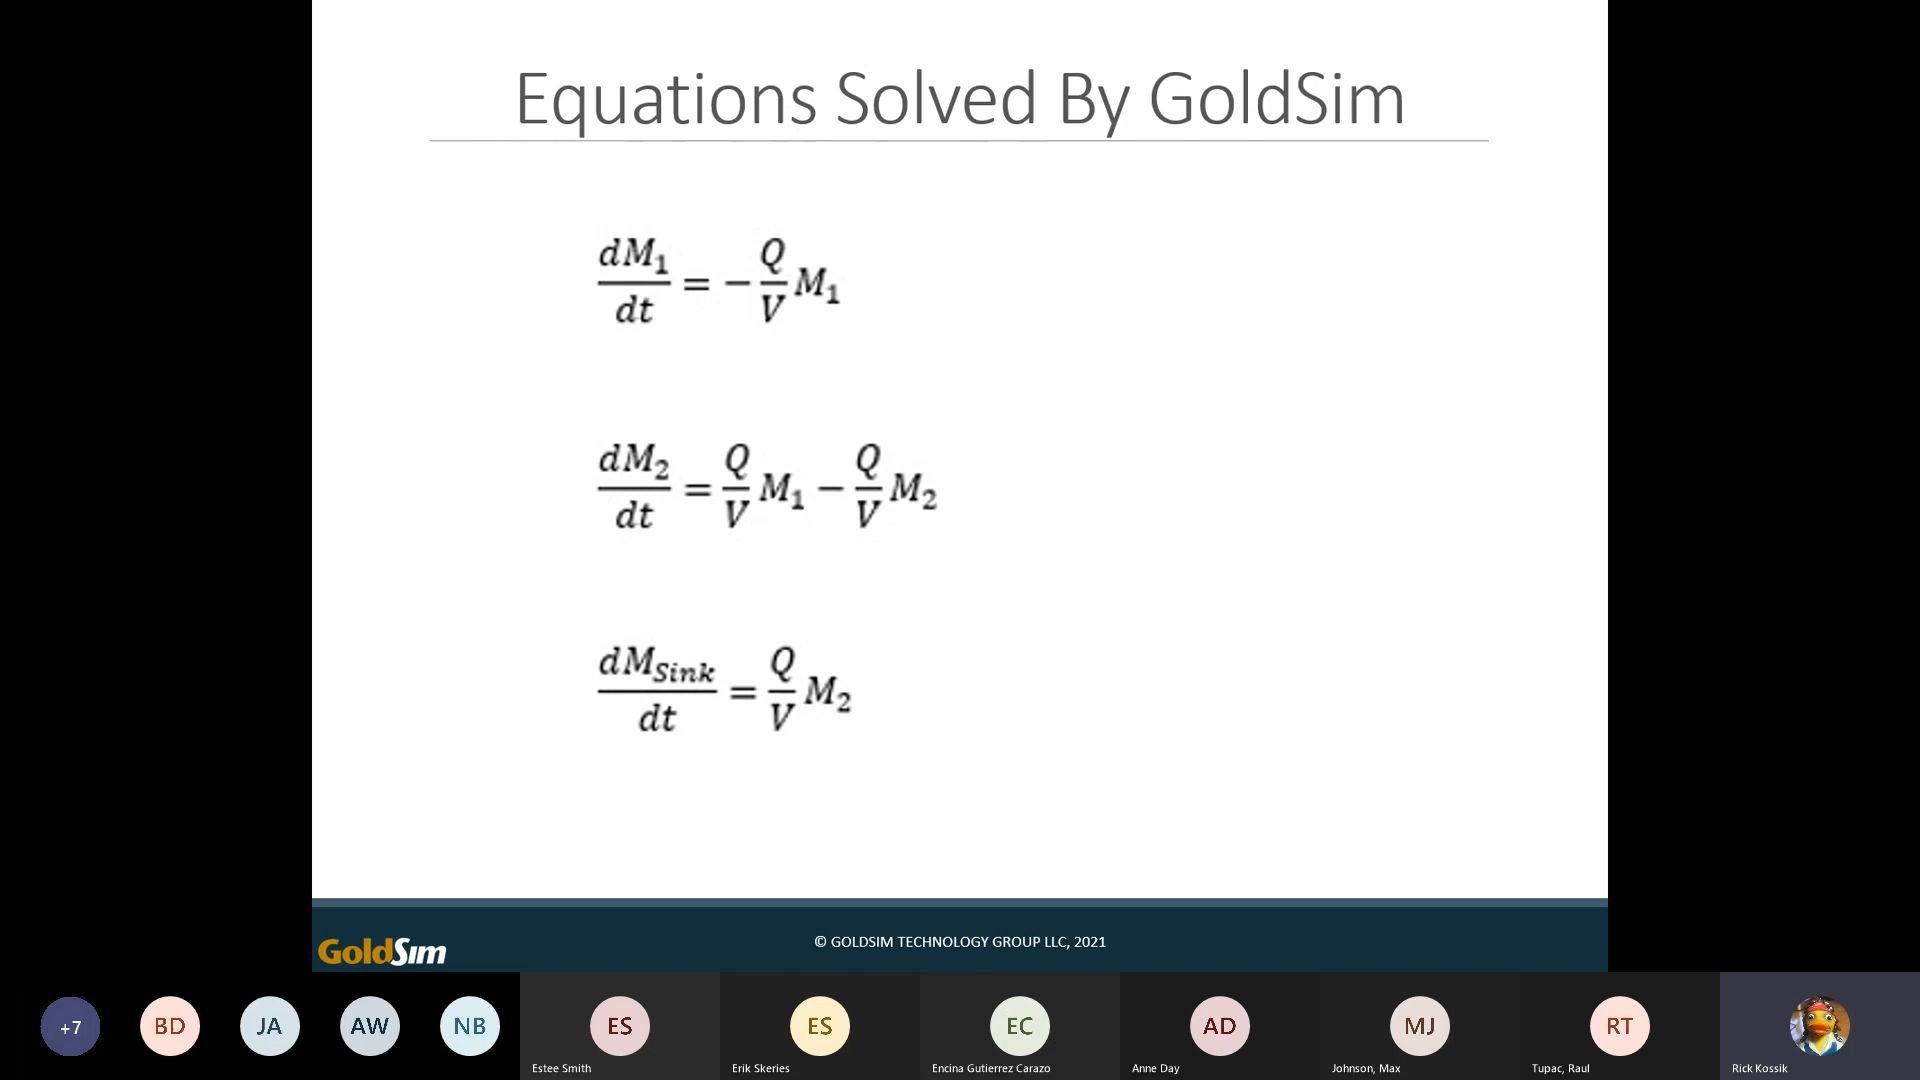 Equations Solved By GoldSim
dM₁/dt = −Q/V M₁
dM₂/dt = Q/V M₁ − Q/V M₂
dM_Sink/dt = Q/V M₂
GoldSim
© GOLDSIM TECHNOLOGY GROUP LLC, 2021
+7
BD
JA
AW
NB
ES
ES
EC
AD
MJ
RT
Estee Smith
Erik Skeries
Encina Gutierrez Carazo
Anne Day
Johnson, Max
Tupac, Raul
Rick Kossik